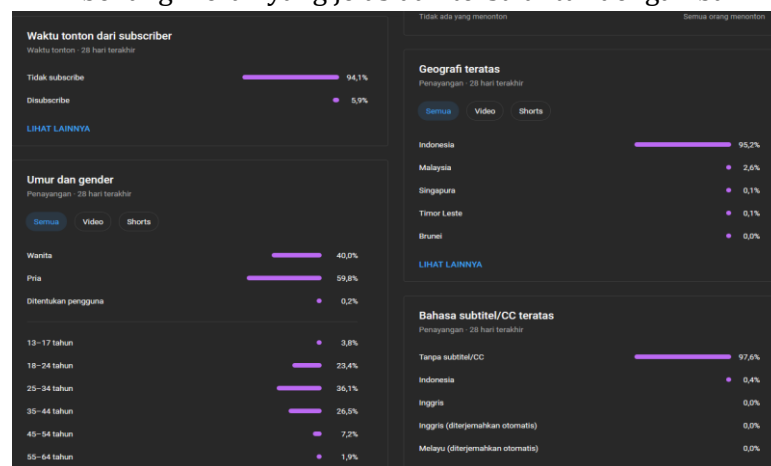 Waktu tonton dari subscriber
Waktu tonton · 28 hari terakhir
Tidak subscribe 94,1%
Disubscribe 5,9%
LIHAT LAINNYA
Umur dan gender
Penayangan · 28 hari terakhir
Semua Video Shorts
Wanita 40,0%
Pria 59,8%
Ditentukan pengguna 0,2%
13–17 tahun 3,8%
18–24 tahun 23,4%
25–34 tahun 36,1%
35–44 tahun 26,5%
45–54 tahun 7,2%
55–64 tahun 1,9%
Tidak ada yang menonton Semua orang menonton
Geografi teratas
Penayangan · 28 hari terakhir
Semua Video Shorts
Indonesia 95,2%
Malaysia 2,6%
Singapura 0,1%
Timor Leste 0,1%
Brunei 0,0%
LIHAT LAINNYA
Bahasa subtitel/CC teratas
Penayangan · 28 hari terakhir
Tanpa subtitel/CC 97,6%
Indonesia 0,4%
Inggris 0,0%
Inggris (diterjemahkan otomatis) 0,0%
Melayu (diterjemahkan otomatis) 0,0%